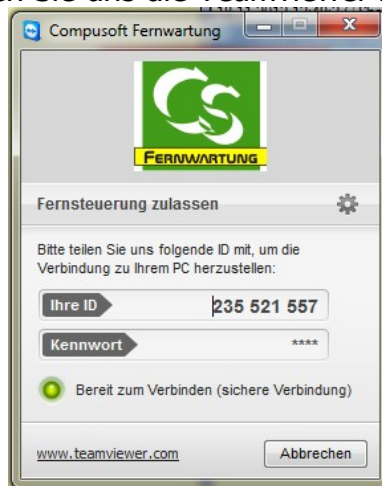 Compusoft Fernwartung
CS
FERNWARTUNG
Fernsteuerung zulassen
Bitte teilen Sie uns folgende ID mit, um die
Verbindung zu Ihrem PC herzustellen:
Ihre ID 235 521 557
Kennwort ****
Bereit zum Verbinden (sichere Verbindung)
www.teamviewer.com Abbrechen